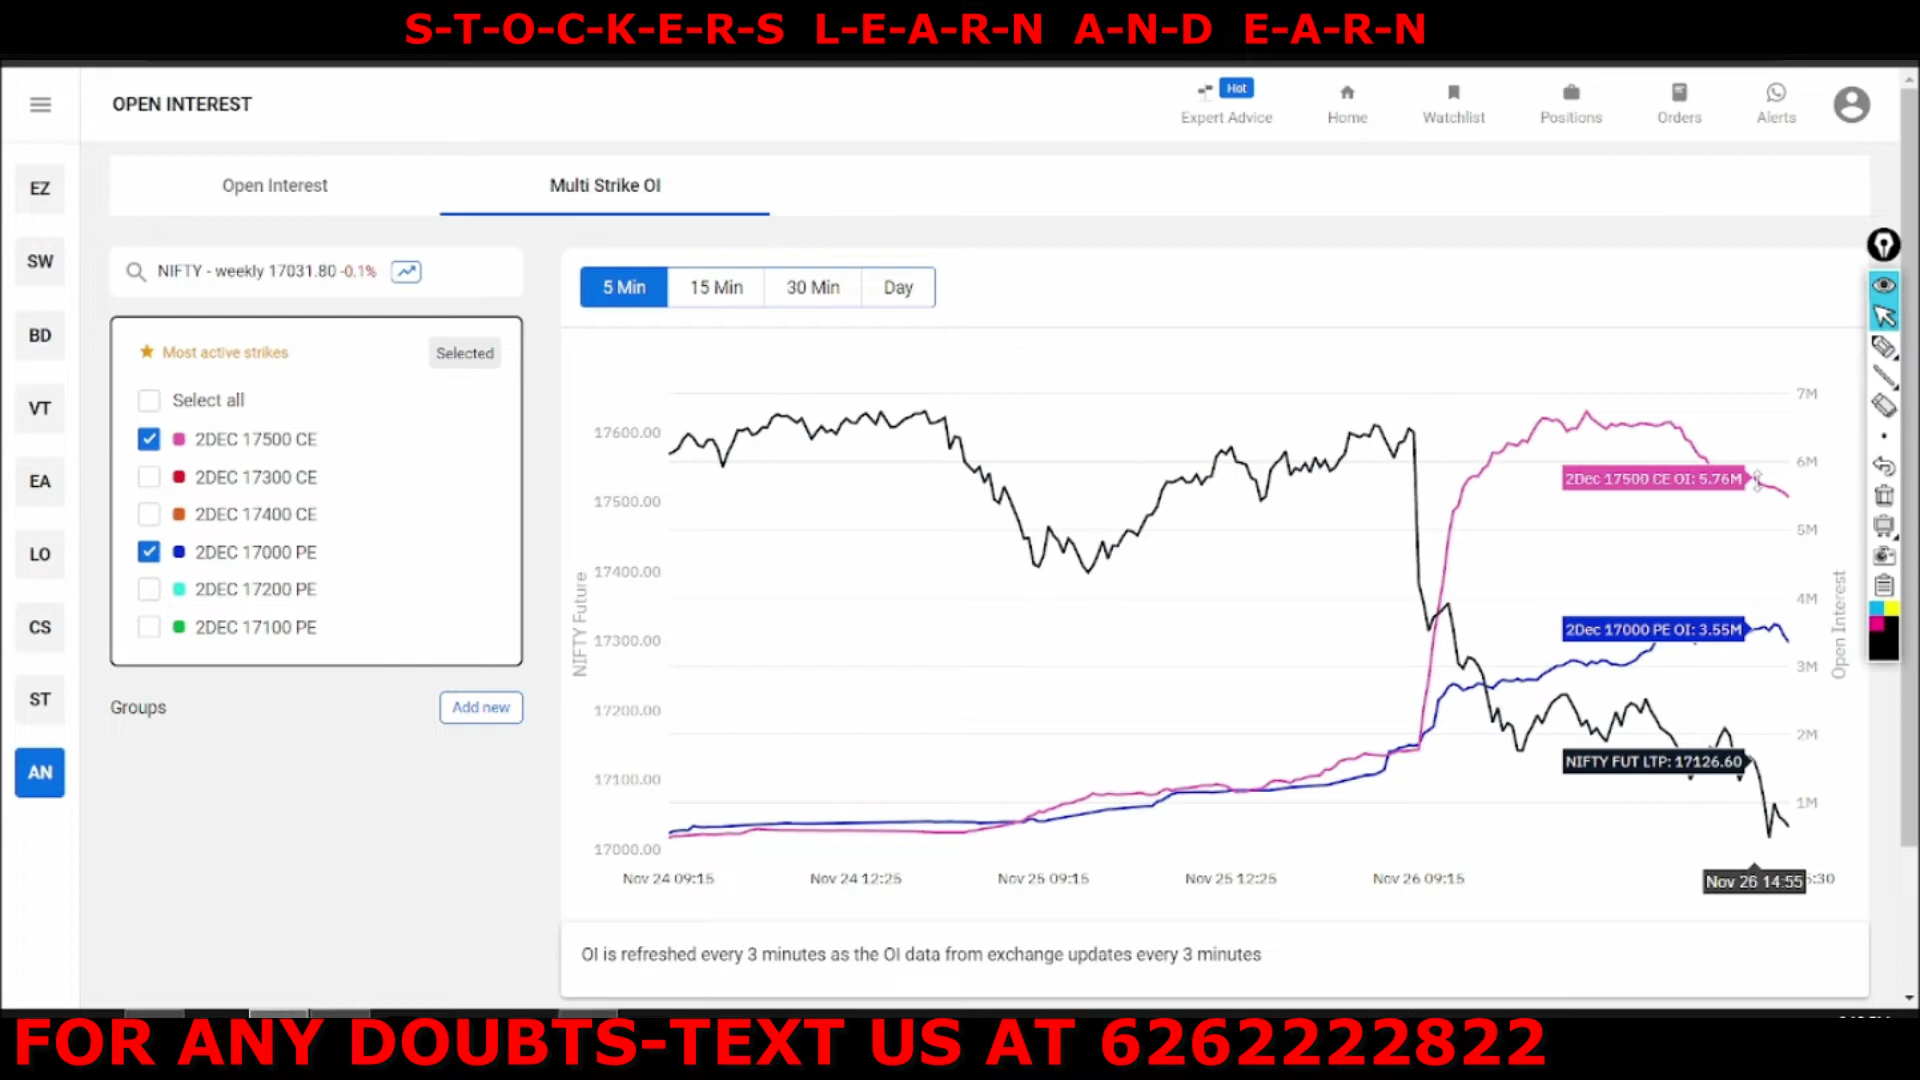 S-T-O-C-K-E-R-S L-E-A-R-N A-N-D E-A-R-N
OPEN INTEREST
Hot
Expert Advice
Home
Watchlist
Positions
Orders
Alerts
EZ
SW
BD
VT
EA
LO
CS
ST
AN
Open Interest
Multi Strike OI
NIFTY - weekly 17031.80 -0.1%
Most active strikes
Selected
Select all
2DEC 17500 CE
2DEC 17300 CE
2DEC 17400 CE
2DEC 17000 PE
2DEC 17200 PE
2DEC 17100 PE
Groups
Add new
5 Min
15 Min
30 Min
Day
NIFTY Future
17600.00
17500.00
17400.00
17300.00
17200.00
17100.00
17000.00
7M
6M
5M
4M
3M
2M
1M
Open Interest
2Dec 17500 CE OI: 5.76M
2Dec 17000 PE OI: 3.55M
NIFTY FUT LTP: 17126.60
Nov 24 09:15
Nov 24 12:25
Nov 25 09:15
Nov 25 12:25
Nov 26 09:15
Nov 26 14:55
5:30
OI is refreshed every 3 minutes as the OI data from exchange updates every 3 minutes
FOR ANY DOUBTS-TEXT US AT 6262222822